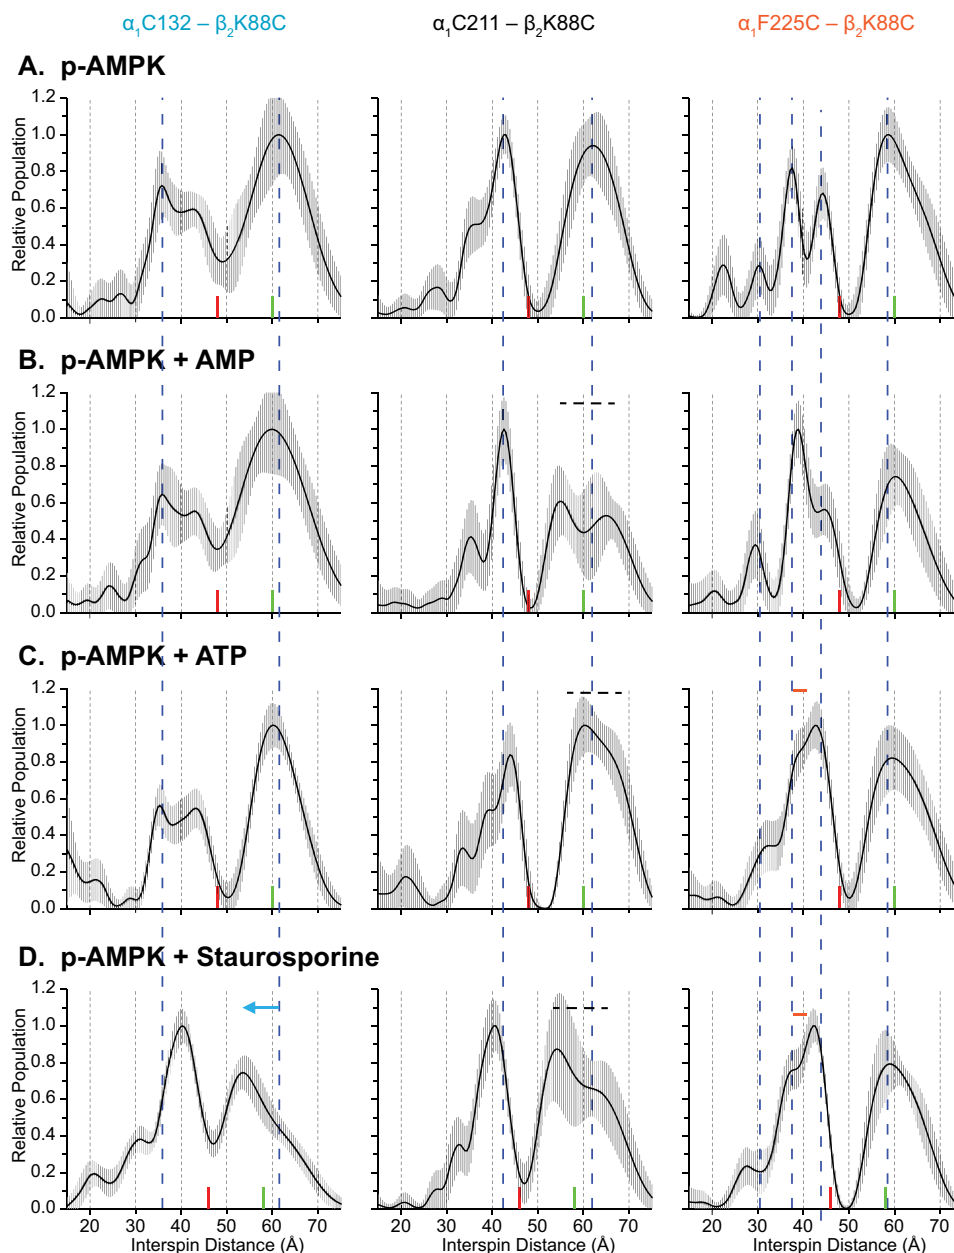 α₁C132 – β₂K88C α₁C211 – β₂K88C α₁F225C – β₂K88C
A. p-AMPK
Relative Population
1.2
1.0
0.8
0.6
0.4
0.2
0.0
B. p-AMPK + AMP
Relative Population
1.2
1.0
0.8
0.6
0.4
0.2
0.0
C. p-AMPK + ATP
Relative Population
1.2
1.0
0.8
0.6
0.4
0.2
0.0
D. p-AMPK + Staurosporine
Relative Population
1.2
1.0
0.8
0.6
0.4
0.2
0.0
20 30 40 50 60 70 20 30 40 50 60 70 20 30 40 50 60 70
Interspin Distance (Å) Interspin Distance (Å) Interspin Distance (Å)